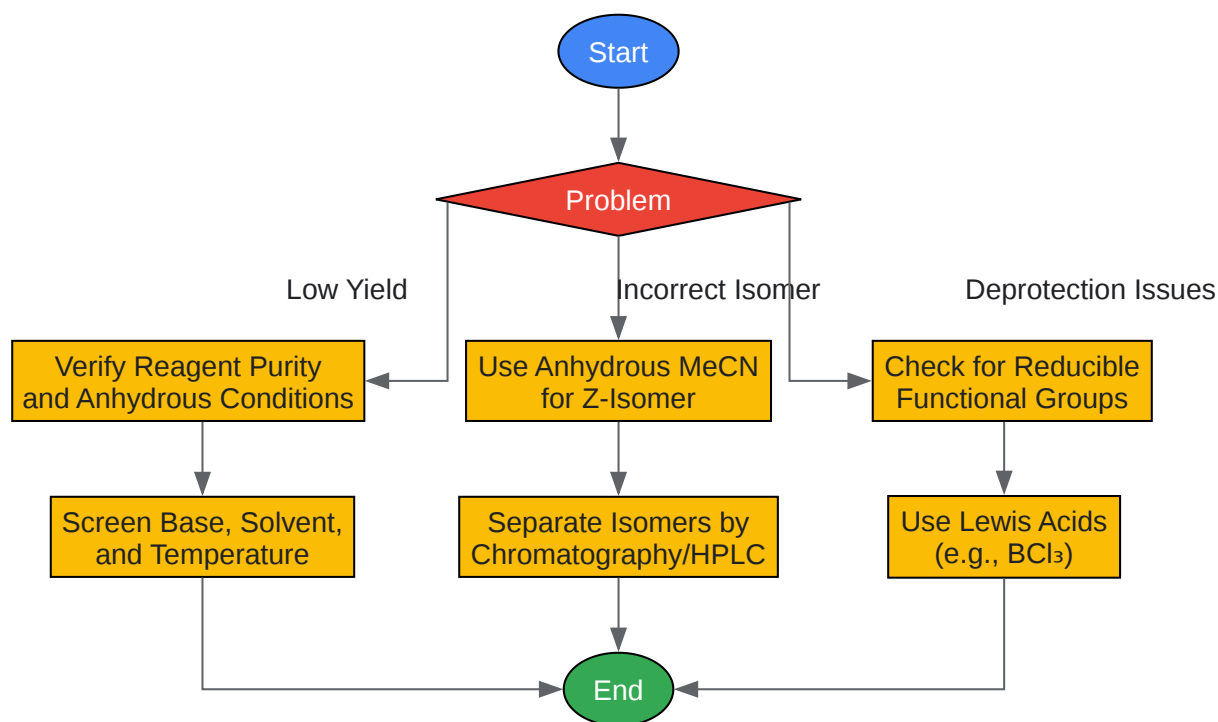 Start
Problem
Low Yield
Incorrect Isomer
Deprotection Issues
Verify Reagent Purity
and Anhydrous Conditions
Use Anhydrous MeCN
for Z-Isomer
Check for Reducible
Functional Groups
Screen Base, Solvent,
and Temperature
Separate Isomers by
Chromatography/HPLC
Use Lewis Acids
(e.g., BCl₃)
End